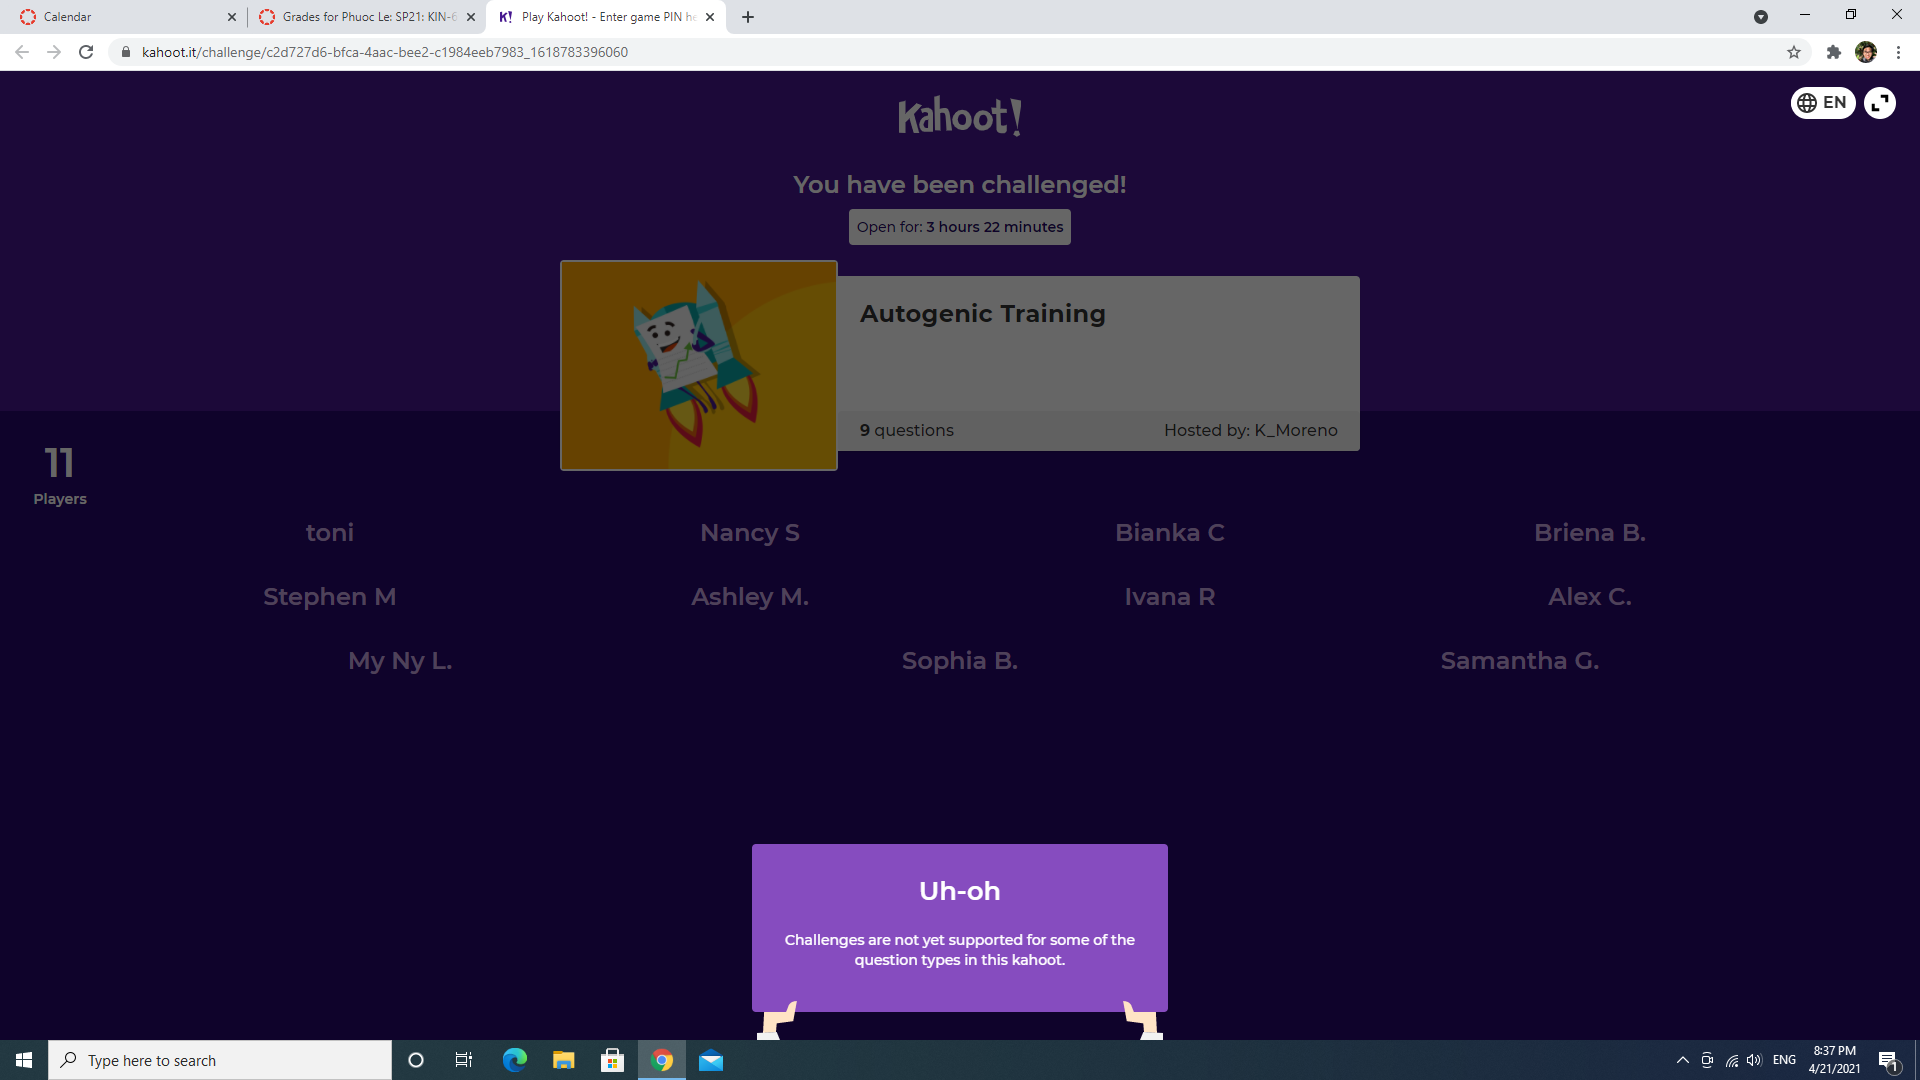 Calendar
Grades for Phuoc Le: SP21: KIN-6
K! Play Kahoot! - Enter game PIN he
kahoot.it/challenge/c2d727d6-bfca-4aac-bee2-c1984eeb7983_1618783396060
Kahoot!
EN
You have been challenged!
Open for: 3 hours 22 minutes
Autogenic Training
9 questions
Hosted by: K_Moreno
11
Players
toni
Nancy S
Bianka C
Briena B.
Stephen M
Ashley M.
Ivana R
Alex C.
My Ny L.
Sophia B.
Samantha G.
Uh-oh
Challenges are not yet supported for some of the
question types in this kahoot.
Type here to search
ENG
8:37 PM
4/21/2021
1